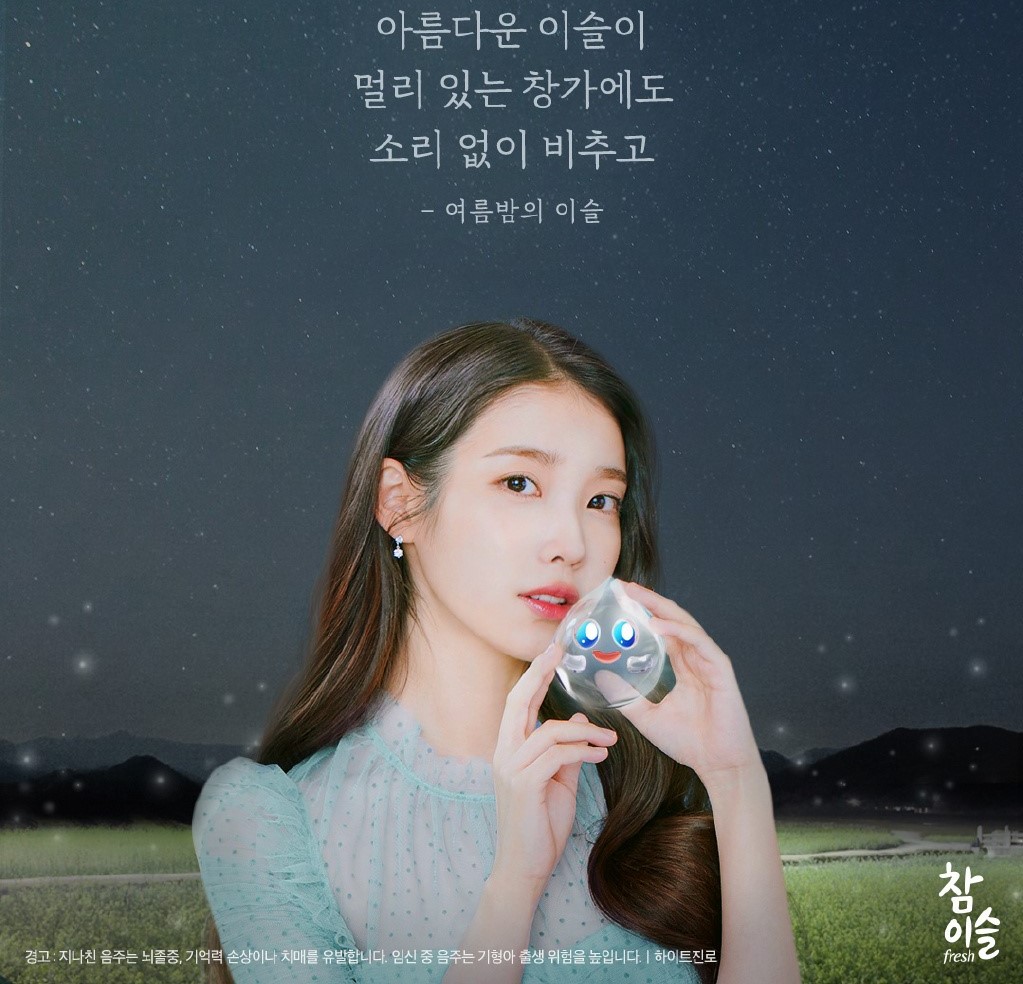 아름다운 이슬이
멀리 있는 창가에도
소리 없이 비추고
- 여름밤의 이슬
참
이슬
fresh
경고 : 지나친 음주는 뇌졸중, 기억력 손상이나 치매를 유발합니다. 임신 중 음주는 기형아 출생 위험을 높입니다. | 하이트진로